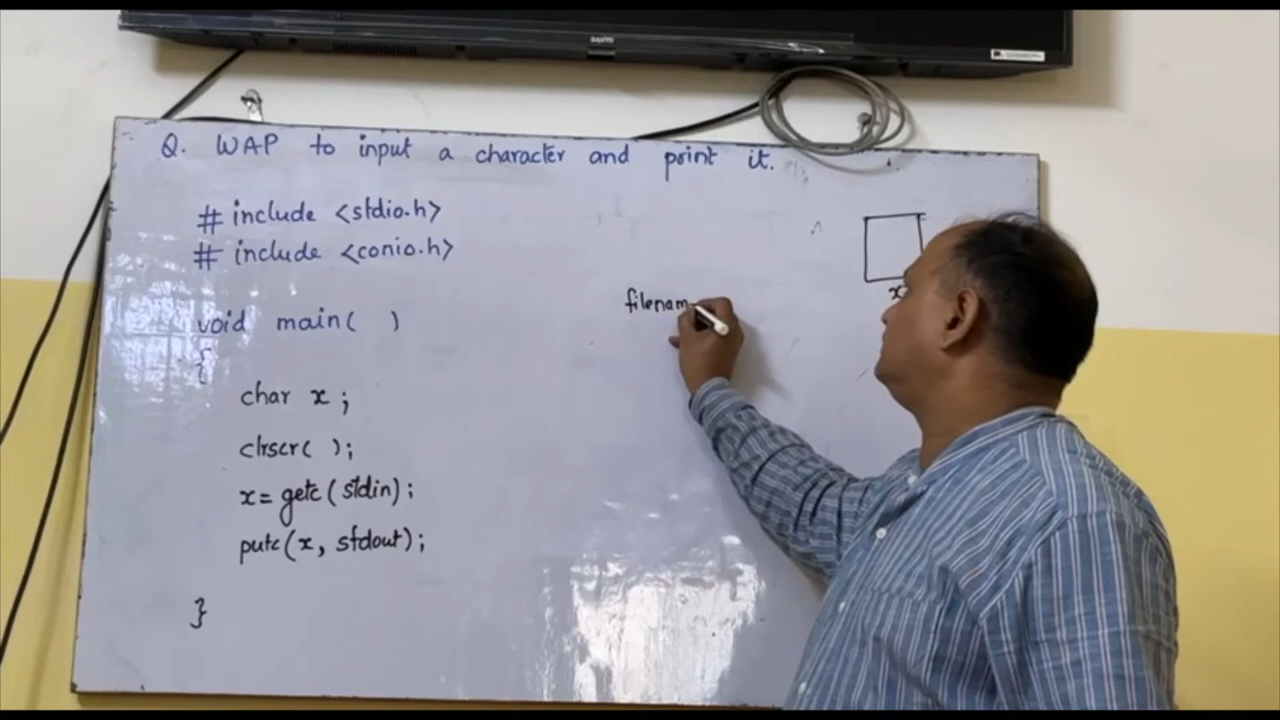 SANYO
Q. WAP to input a character and print it.
# include <stdio.h>
# include <conio.h>
void main( )
{
char x ;
clrscr( );
x= getc(stdin);
putc(x, stdout);
}
filenam
x